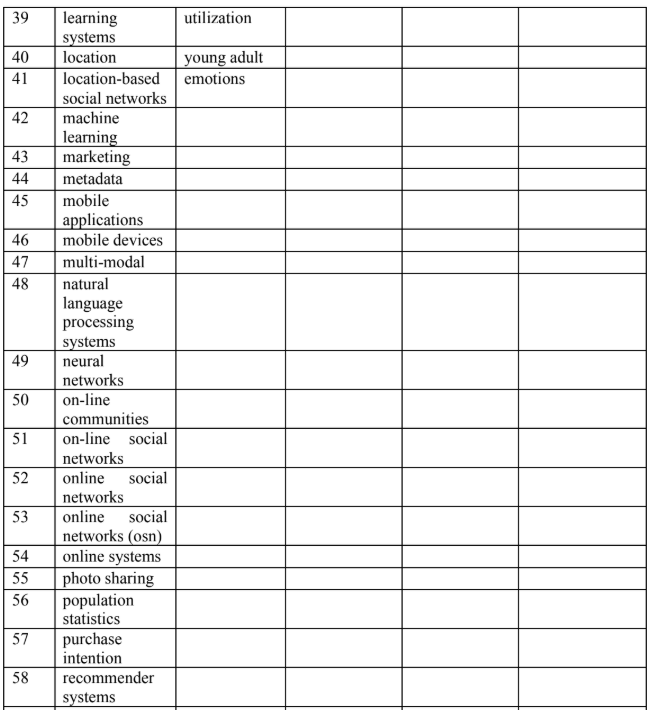 39 learning utilization
systems
40 location young adult
41 location-based emotions
social networks
42 machine
learning
43 marketing
44 metadata
45 mobile
applications
46 mobile devices
47 multi-modal
48 natural
language
processing
systems
49 neural
networks
50 on-line
communities
51 on-line social
networks
52 online social
networks
53 online social
networks (osn)
54 online systems
55 photo sharing
56 population
statistics
57 purchase
intention
58 recommender
systems